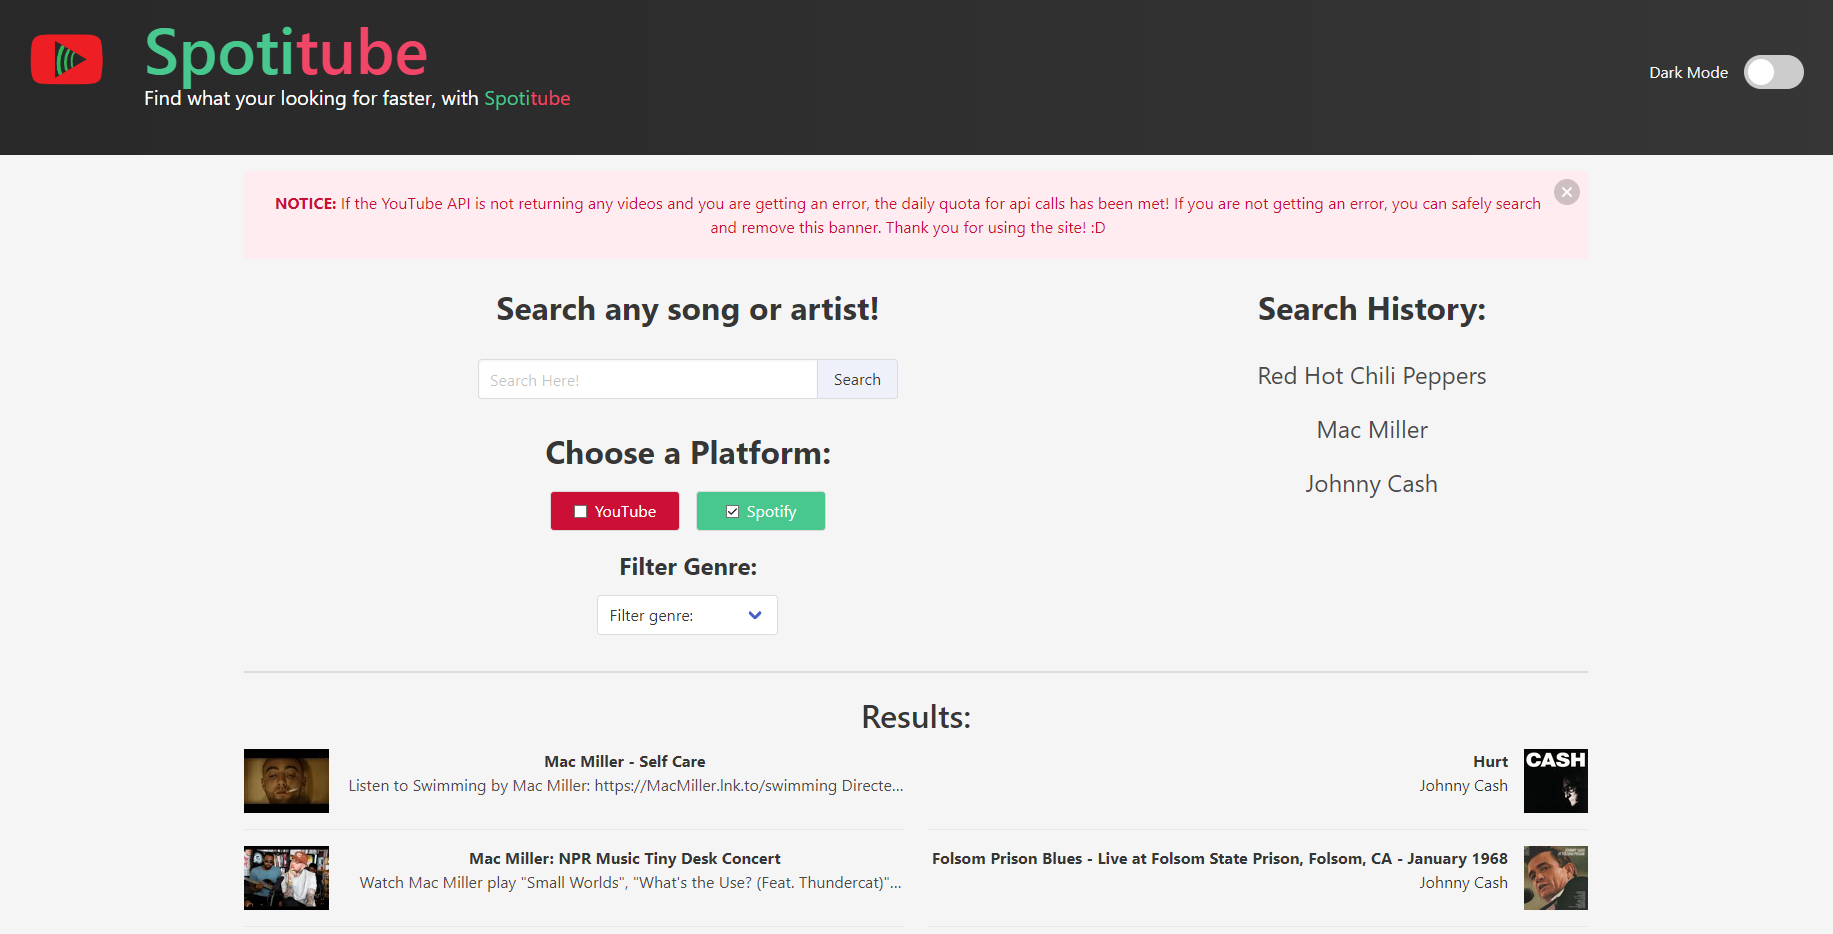 Spotitube
Find what your looking for faster, with Spotitube
Dark Mode
NOTICE: If the YouTube API is not returning any videos and you are getting an error, the daily quota for api calls has been met! If you are not getting an error, you can safely search
and remove this banner. Thank you for using the site! :D
Search any song or artist!
Search Here!
Search
Choose a Platform:
YouTube
Spotify
Filter Genre:
Filter genre:
Search History:
Red Hot Chili Peppers
Mac Miller
Johnny Cash
Results:
Mac Miller - Self Care
Listen to Swimming by Mac Miller: https://MacMiller.lnk.to/swimming Directe...
Mac Miller: NPR Music Tiny Desk Concert
Watch Mac Miller play "Small Worlds", "What's the Use? (Feat. Thundercat)"...
Hurt
Johnny Cash
CASH
Folsom Prison Blues - Live at Folsom State Prison, Folsom, CA - January 1968
Johnny Cash